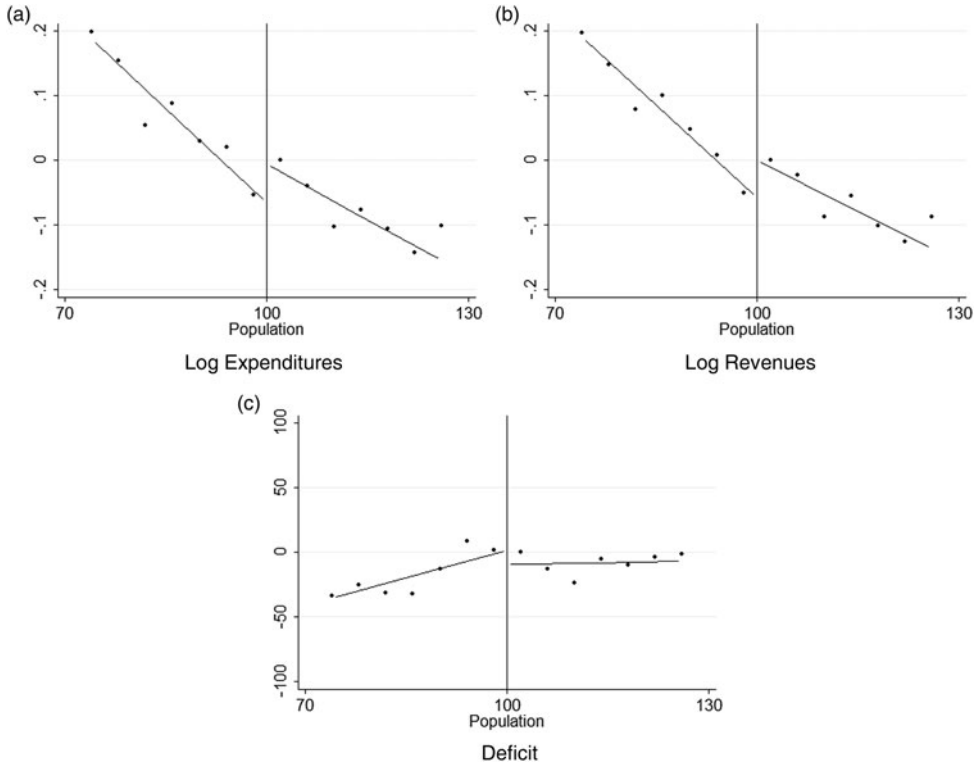 (a)
.2
.1
0
-.1
-.2
70
100
130
Population
Log Expenditures
(b)
.2
.1
0
-.1
-.2
70
100
130
Population
Log Revenues
(c)
100
50
0
-50
-100
70
100
130
Population
Deficit